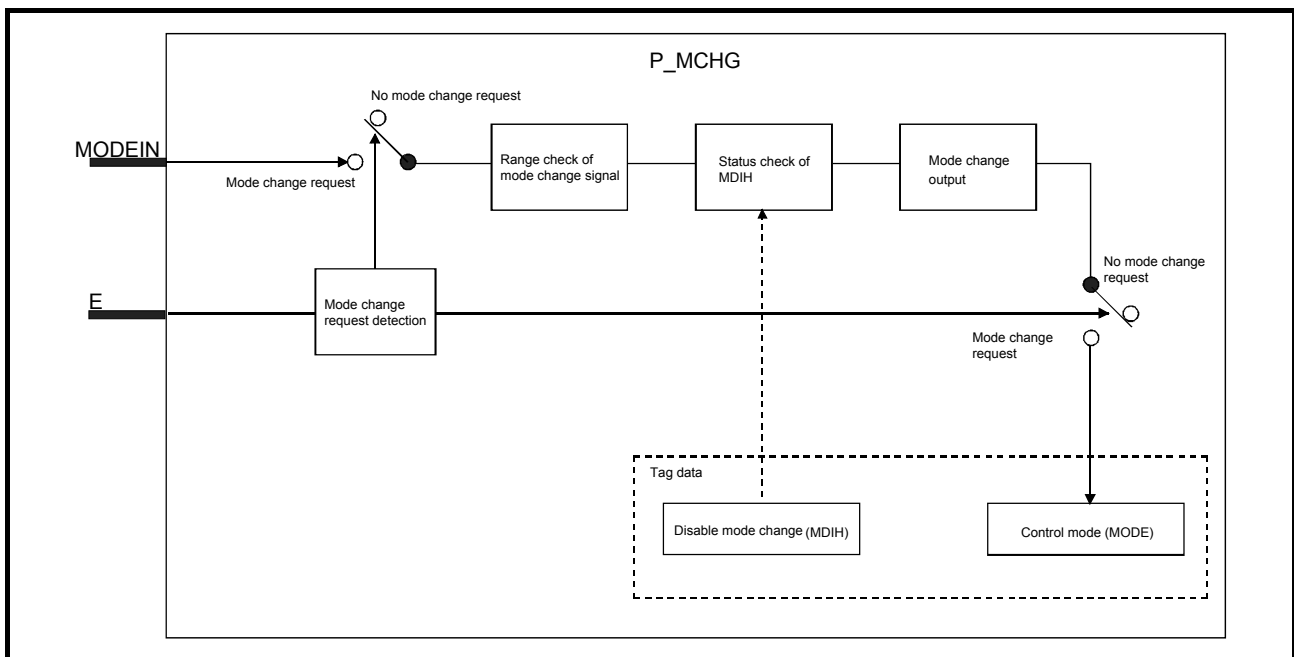 P_MCHG
No mode change request
MODEIN
Mode change request
Range check of
mode change signal
Status check of
MDIH
Mode change
output
E
Mode change
request detection
No mode change
request
Mode change
request
Tag data
Disable mode change (MDIH)
Control mode (MODE)